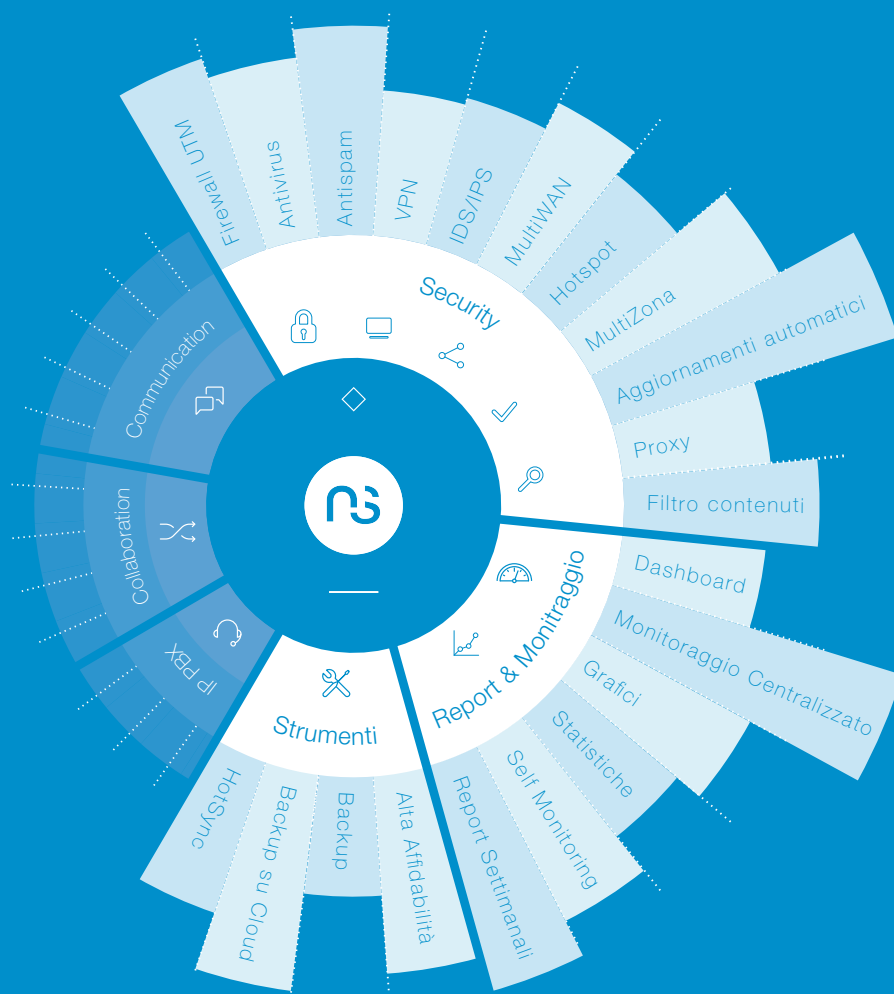 Firewall UTM
Antivirus
Antispam
VPN
IDS/IPS
MultiWAN
Hotspot
MultiZona
Aggiornamenti automatici
Proxy
Filtro contenuti
Security
Dashboard
Monitoraggio Centralizzato
Grafici
Statistiche
Self Monitoring
Report Settimanali
Report & Monitraggio
Alta Affidabilità
Backup
Backup su Cloud
HotSync
Strumenti
IP PBX
Collaboration
Communication
ns